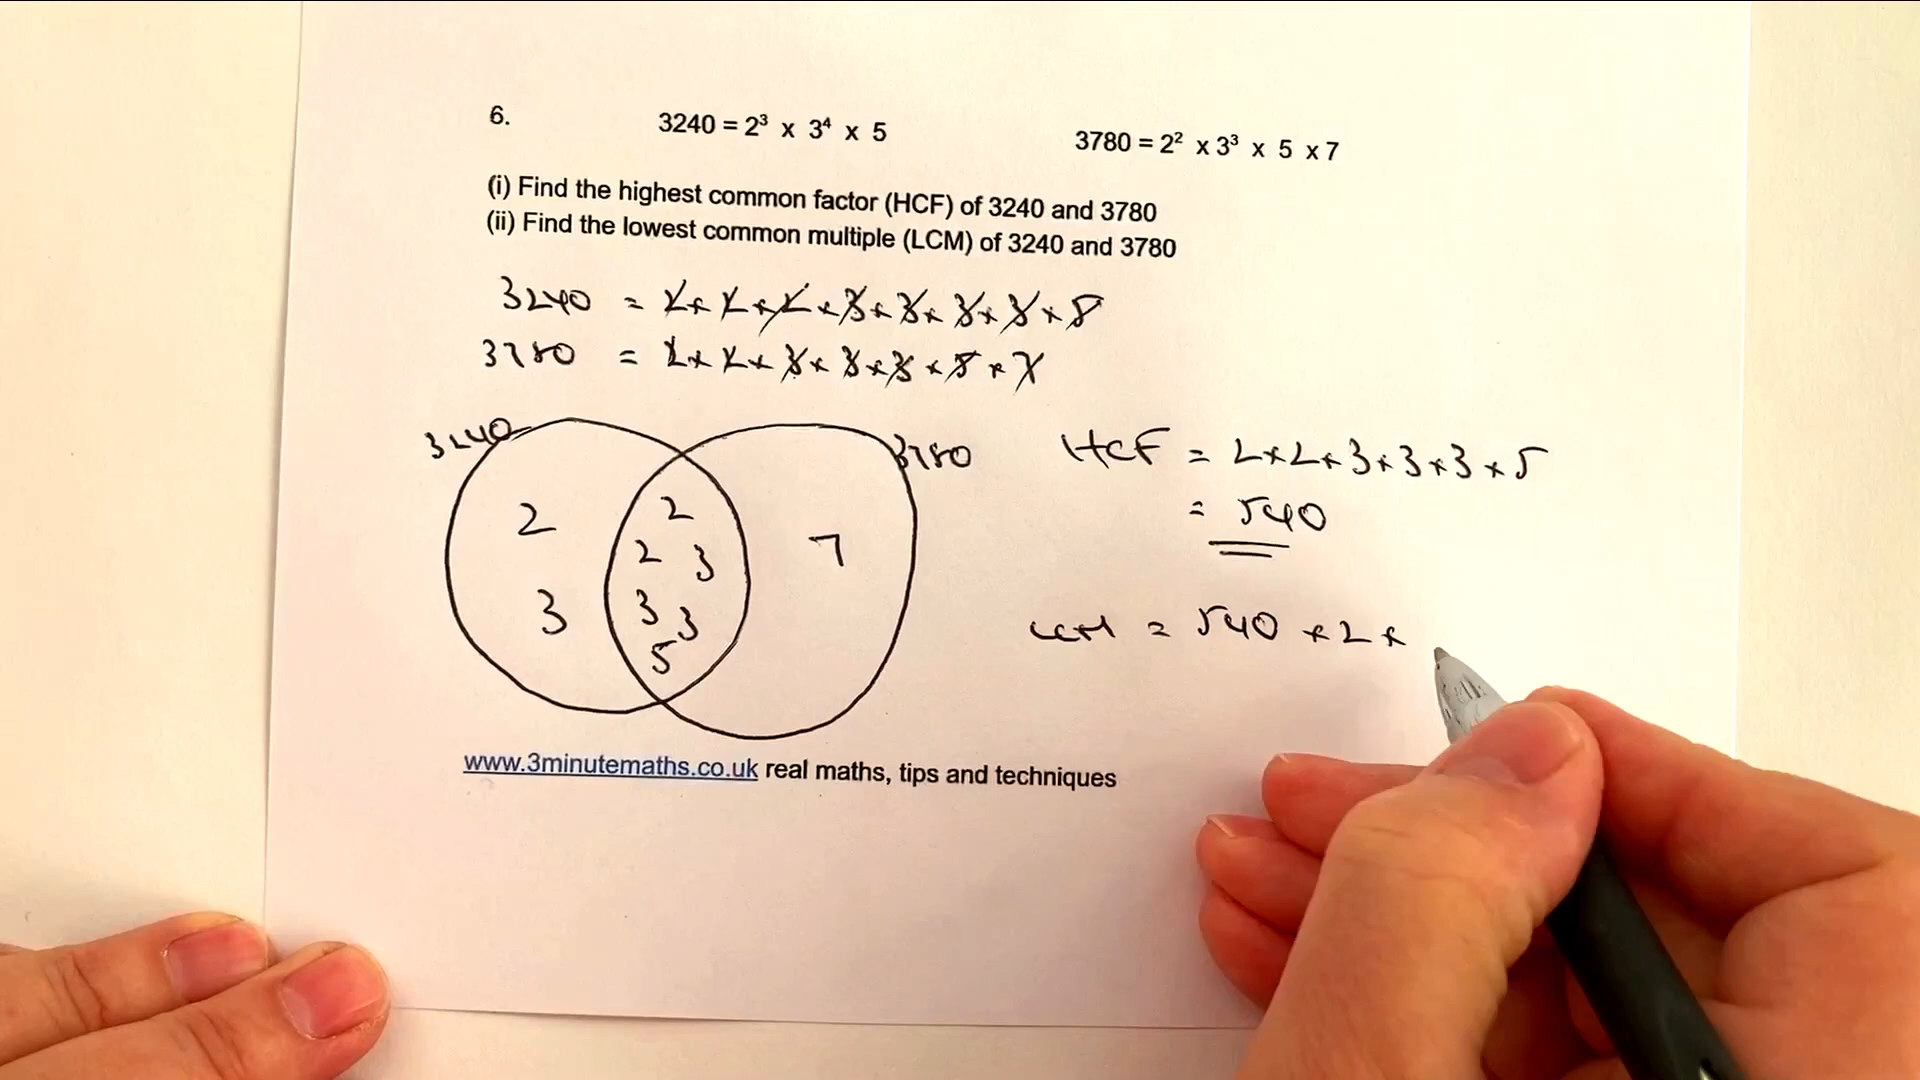 6. 3240 = 2³ x 3⁴ x 5 3780 = 2² x 3³ x 5 x 7
(i) Find the highest common factor (HCF) of 3240 and 3780
(ii) Find the lowest common multiple (LCM) of 3240 and 3780
3240 = 2 x 2 x 2 x 3 x 3 x 3 x 3 x 5
3780 = 2 x 2 x 3 x 3 x 3 x 5 x 7
3240 3780
2
3
2
2 3
3 3
5
7
HCF = 2 x 2 x 3 x 3 x 3 x 5
= 540
LCM = 540 x 2 x
www.3minutemaths.co.uk real maths, tips and techniques